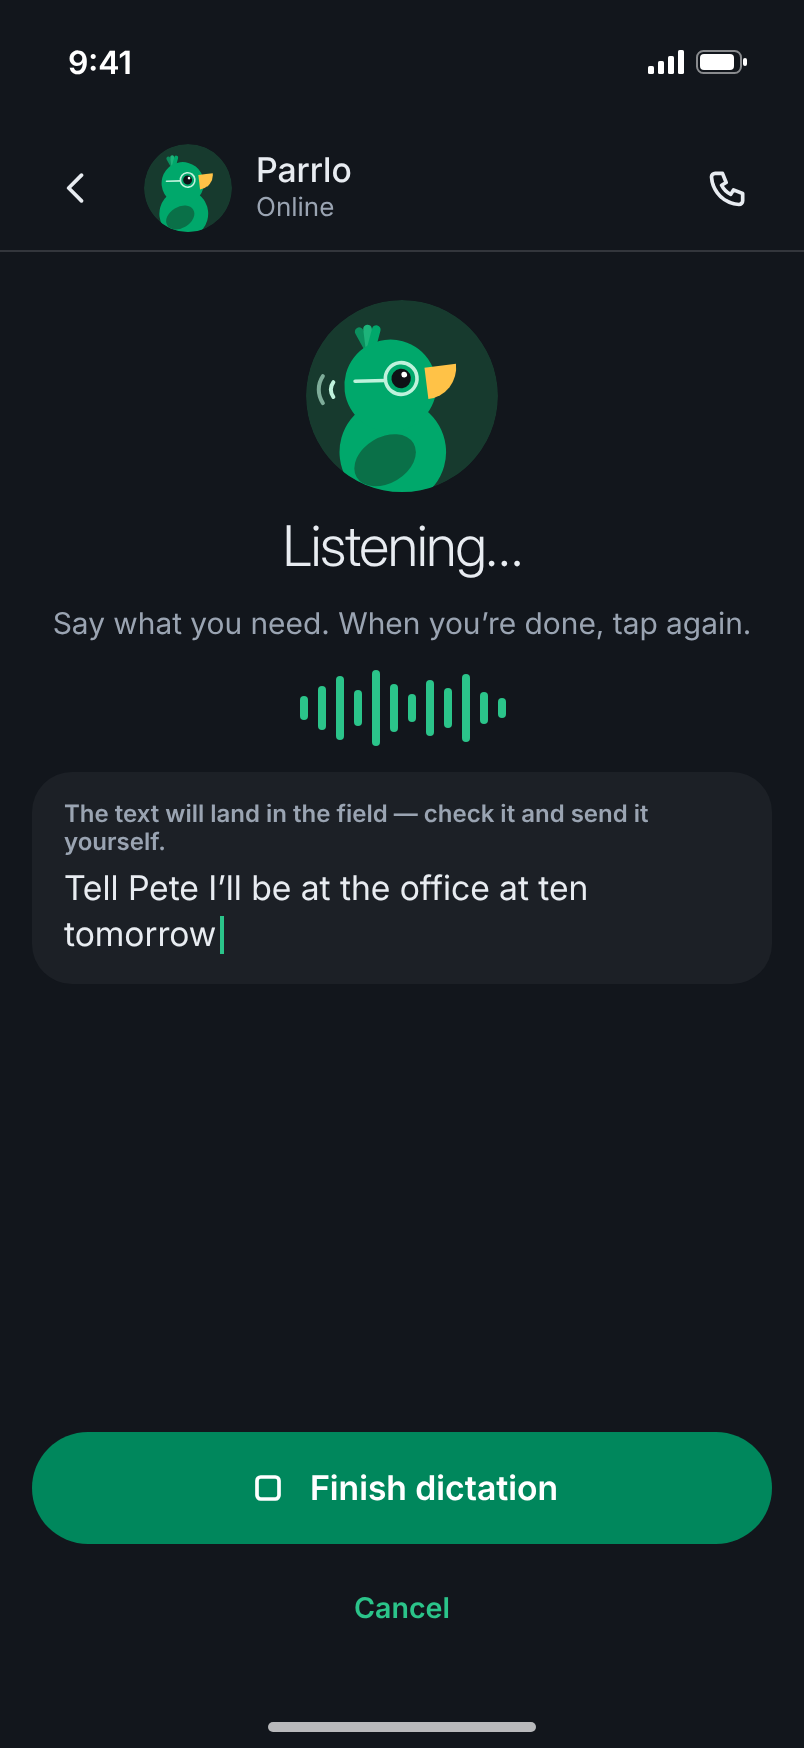 9:41
Parrlo
Online
Listening...
Say what you need. When you’re done, tap again.
The text will land in the field — check it and send it
yourself.
Tell Pete I’ll be at the office at ten
tomorrow
Finish dictation
Cancel